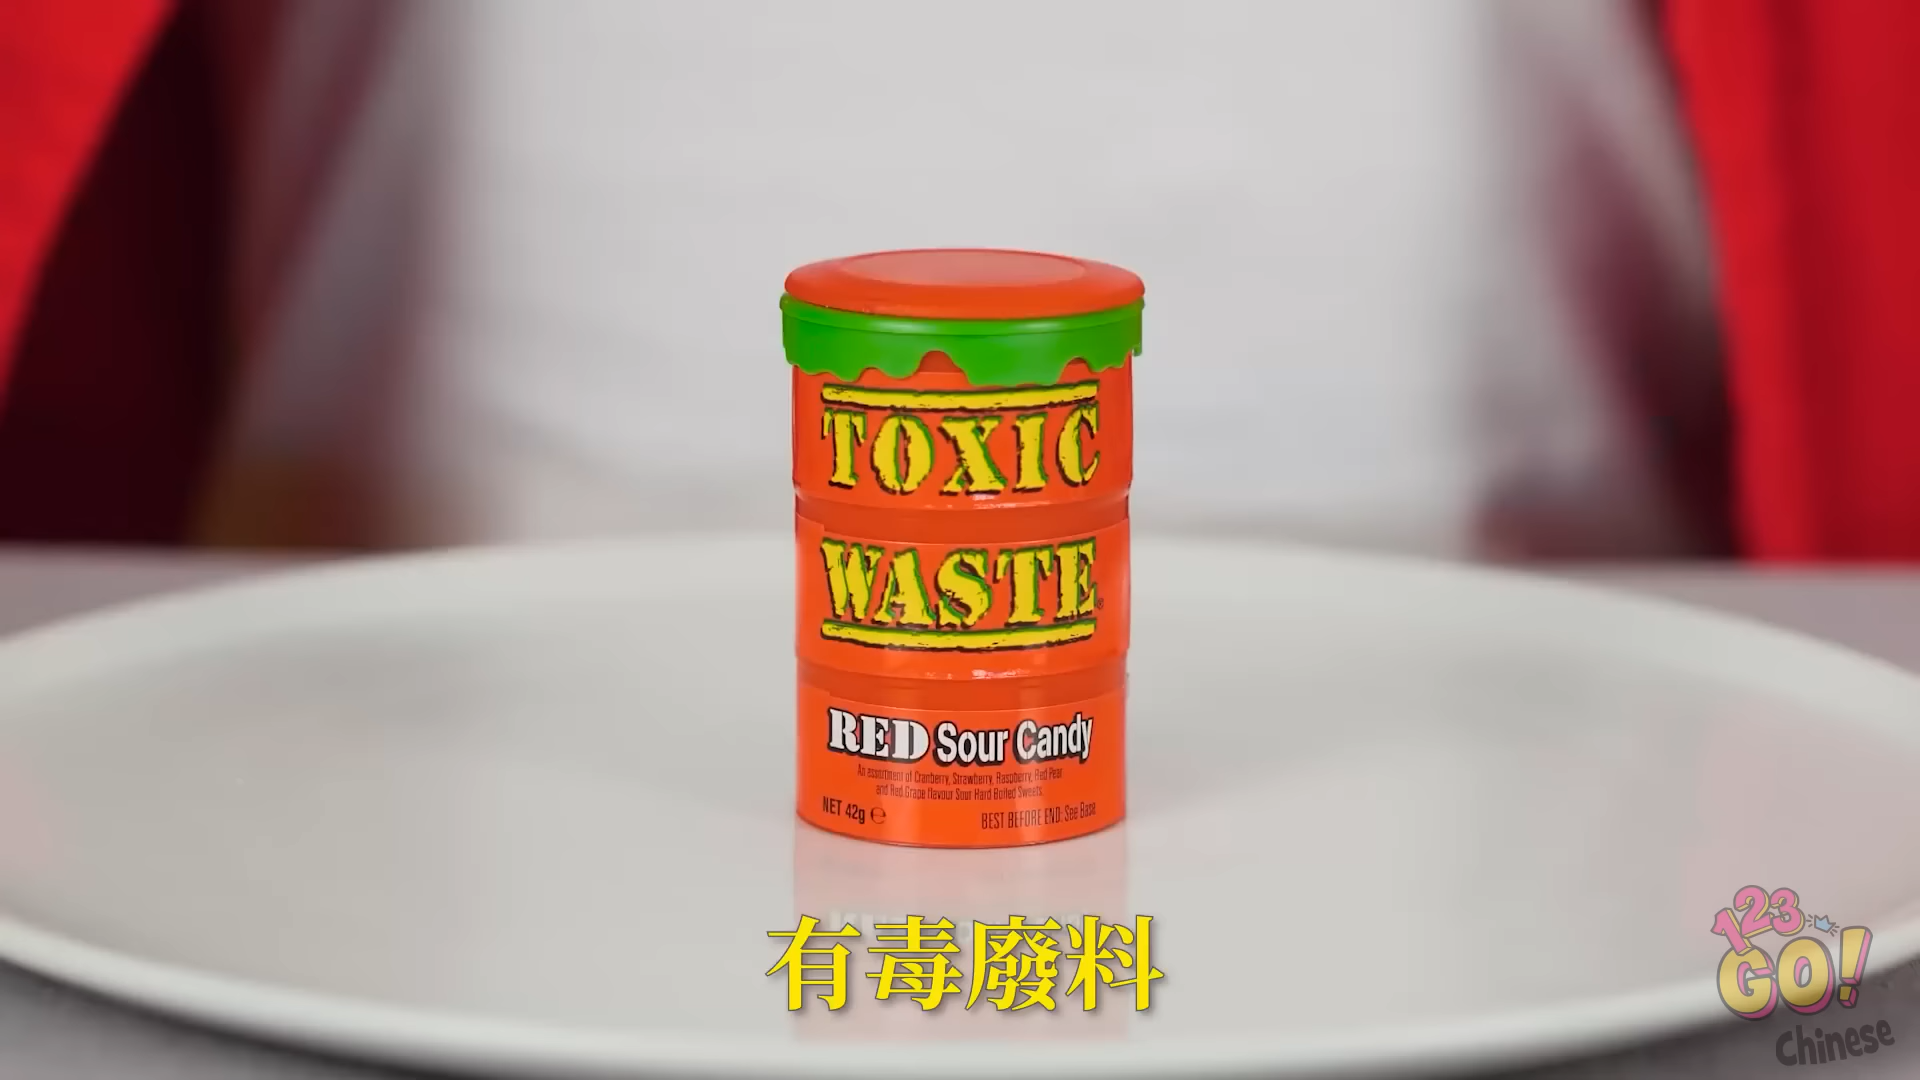 TOXIC
WASTE
RED Sour Candy
An assortment of Cranberry, Strawberry, Raspberry, Red Pear
and Red Grape flavour Sour Hard Boiled Sweets.
NET 42g ℮
BEST BEFORE END: See Base
有毒廢料
123
GO!
Chinese